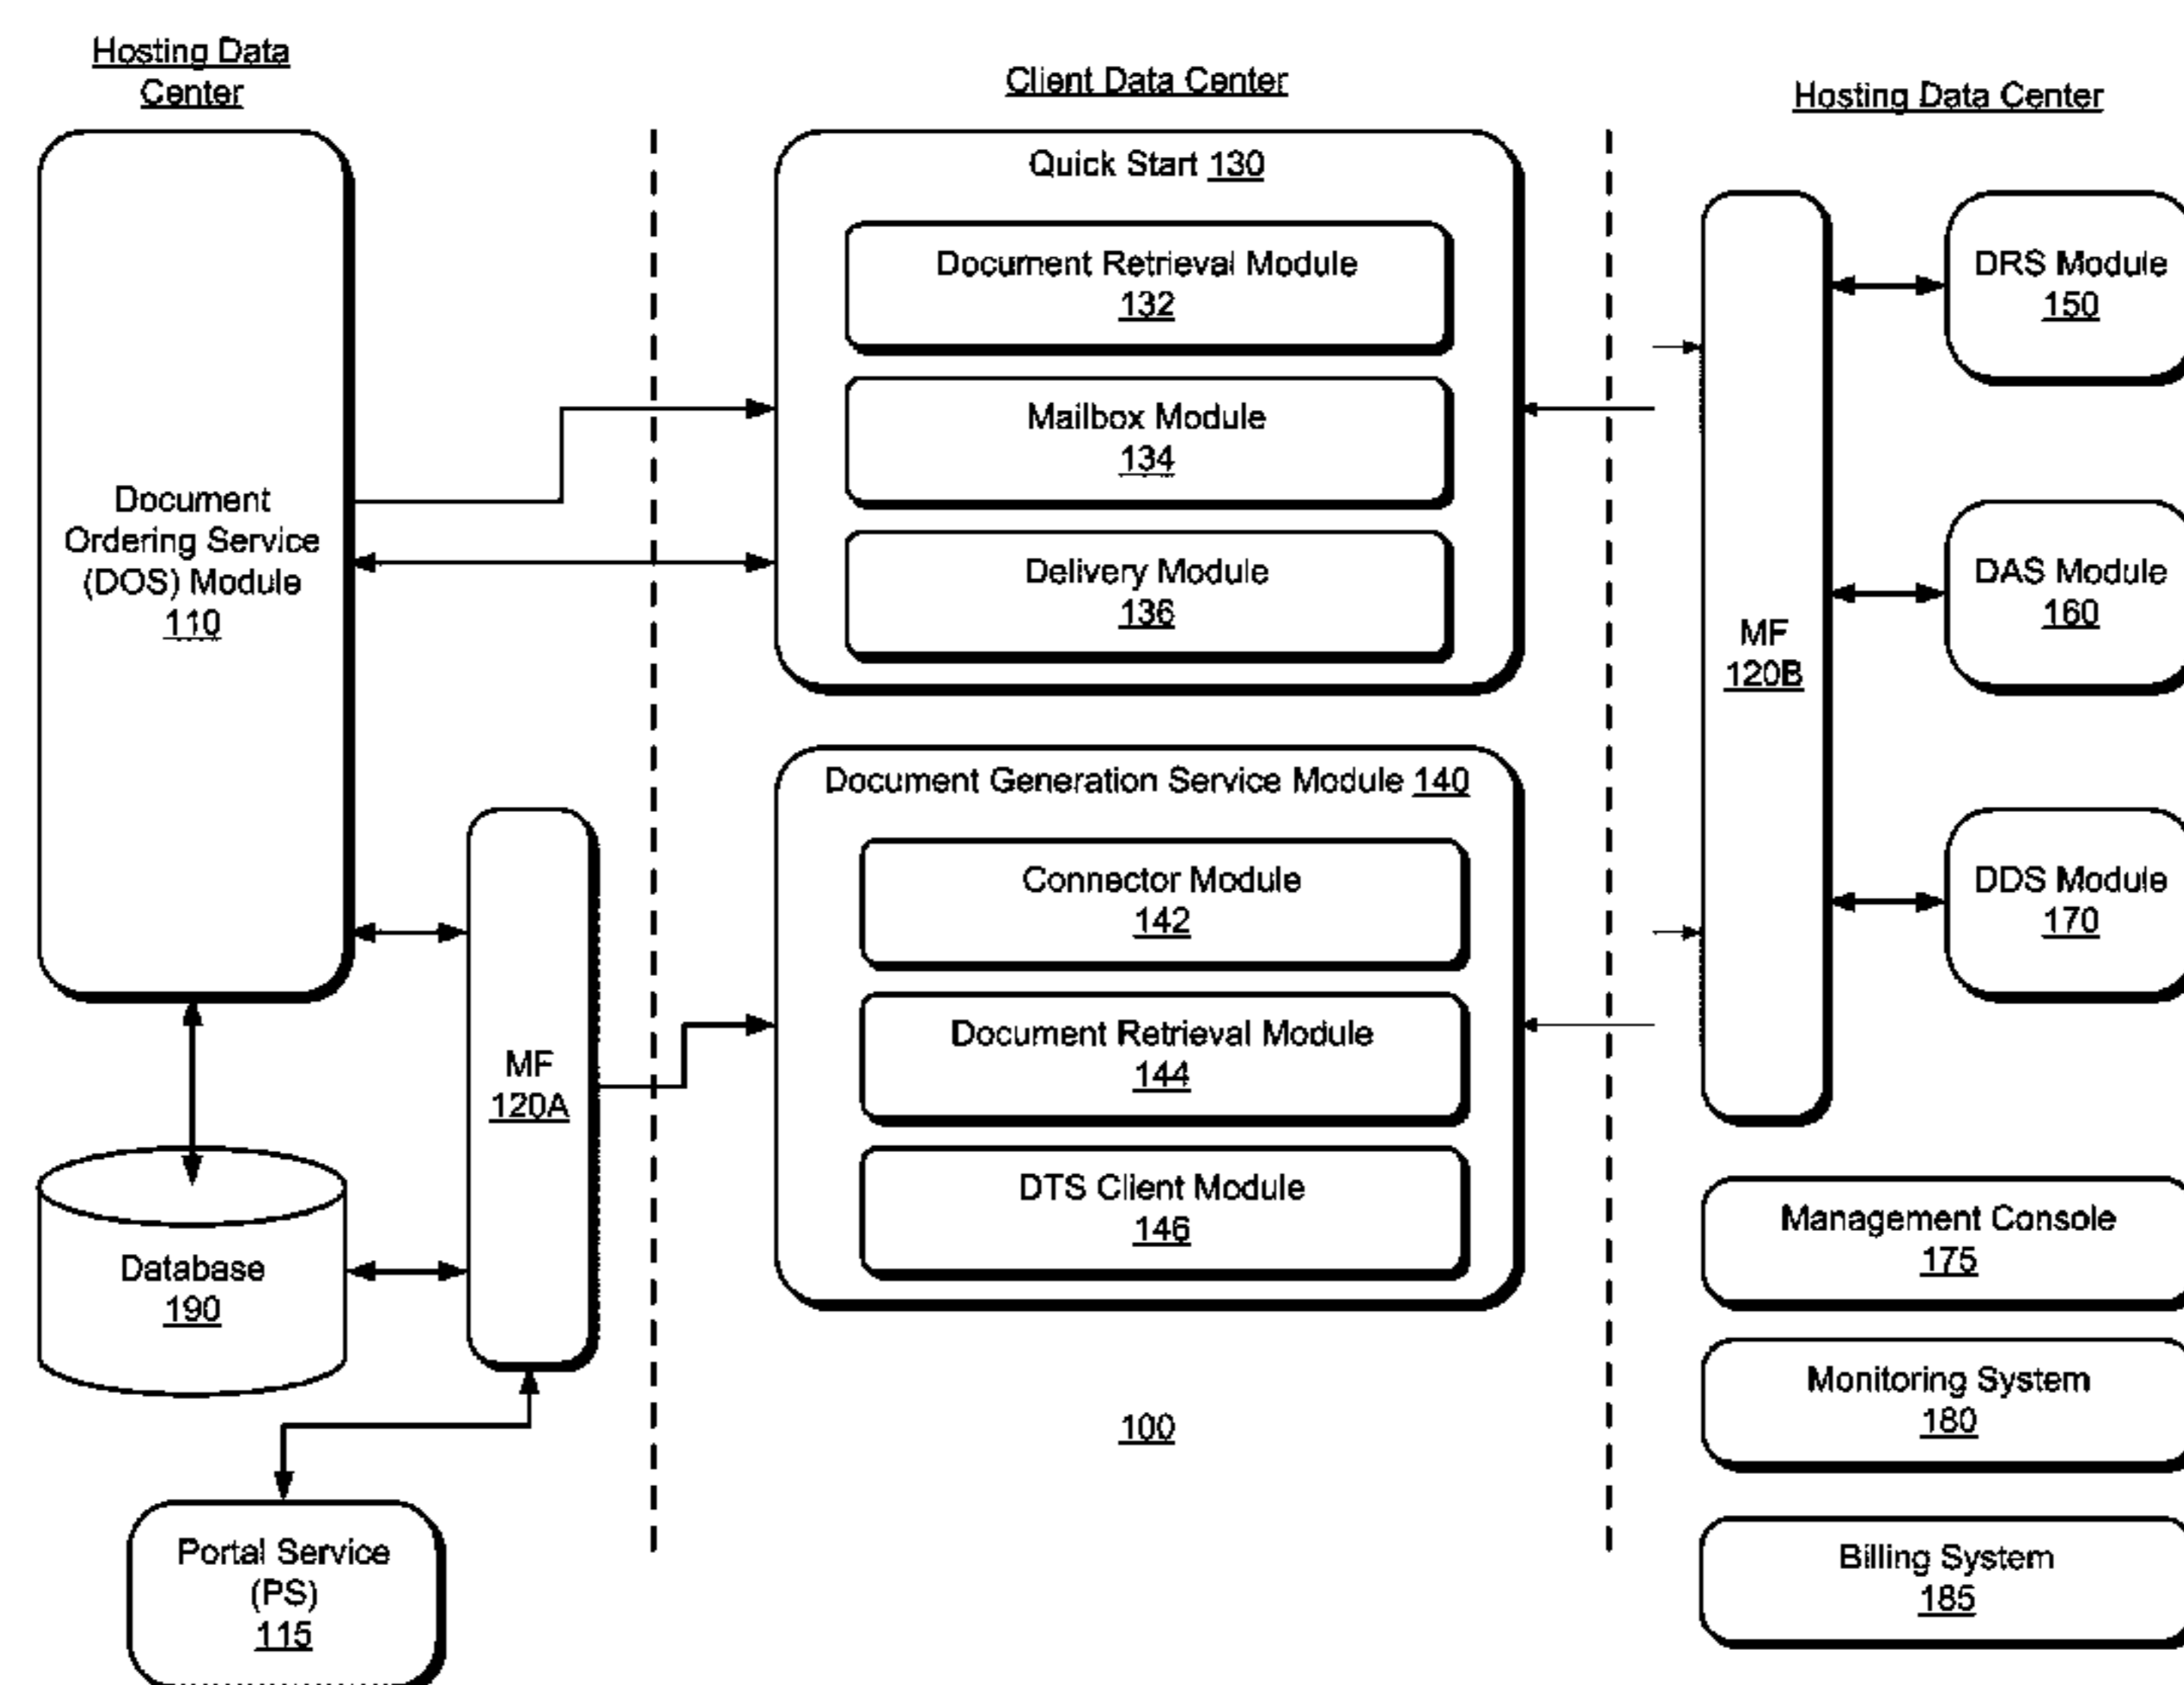 Hosting Data
Center
Document
Ordering Service
(DOS) Module
110
Database
190
MF
120A
Portal Service
(PS)
115
Client Data Center
Quick Start 130
Document Retrieval Module
132
Mailbox Module
134
Delivery Module
136
Document Generation Service Module 140
Connector Module
142
Document Retrieval Module
144
DTS Client Module
146
100
Hosting Data Center
MF
120B
DRS Module
150
DAS Module
160
DDS Module
170
Management Console
175
Monitoring System
180
Billing System
185